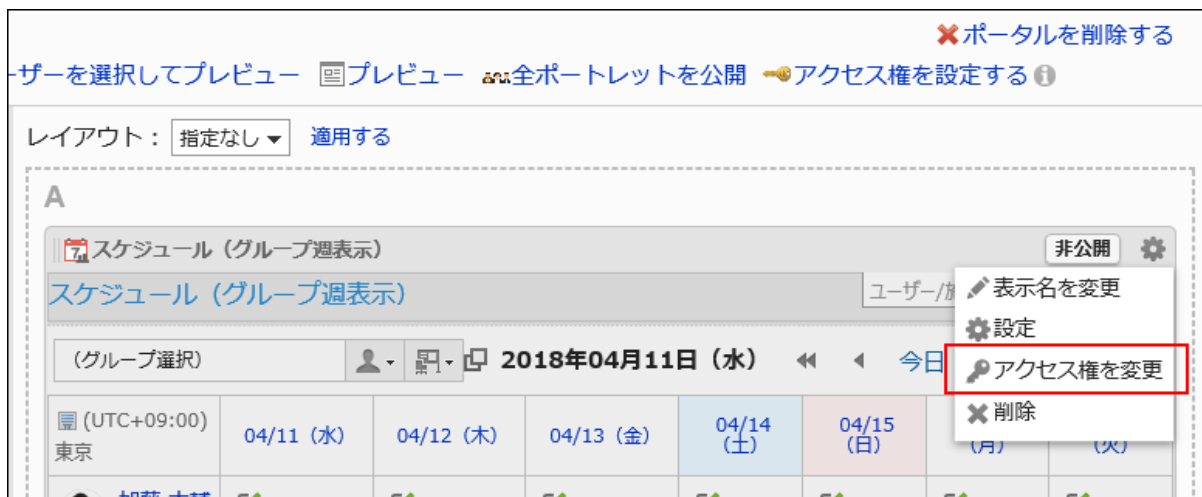 ポータルを削除する
ーザーを選択してプレビュー プレビュー 全ポートレットを公開 アクセス権を設定する
レイアウト： 指定なし 適用する
A
スケジュール（グループ週表示） 非公開
スケジュール（グループ週表示） ユーザー/
表示名を変更
設定
（グループ選択） 2018年04月11日（水） 今日
アクセス権を変更
削除
(UTC+09:00)
東京
04/11（水） 04/12（木） 04/13（金） 04/14（土） 04/15（日） （月） （火）